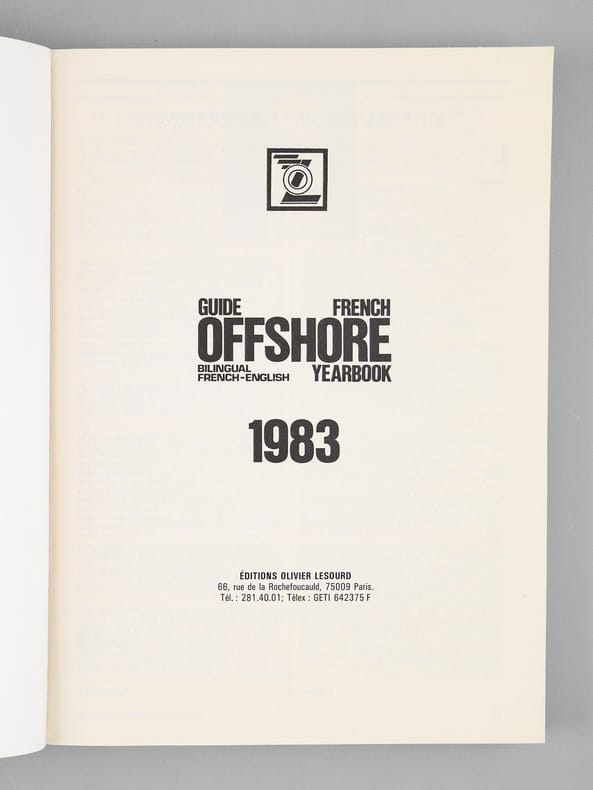 GUIDE FRENCH
OFFSHORE
BILINGUAL
FRENCH-ENGLISH YEARBOOK
1983
ÉDITIONS OLIVIER LESOURD
66, rue de la Rochefoucauld, 75009 Paris.
Tél. : 281.40.01; Télex : GETI 642375 F